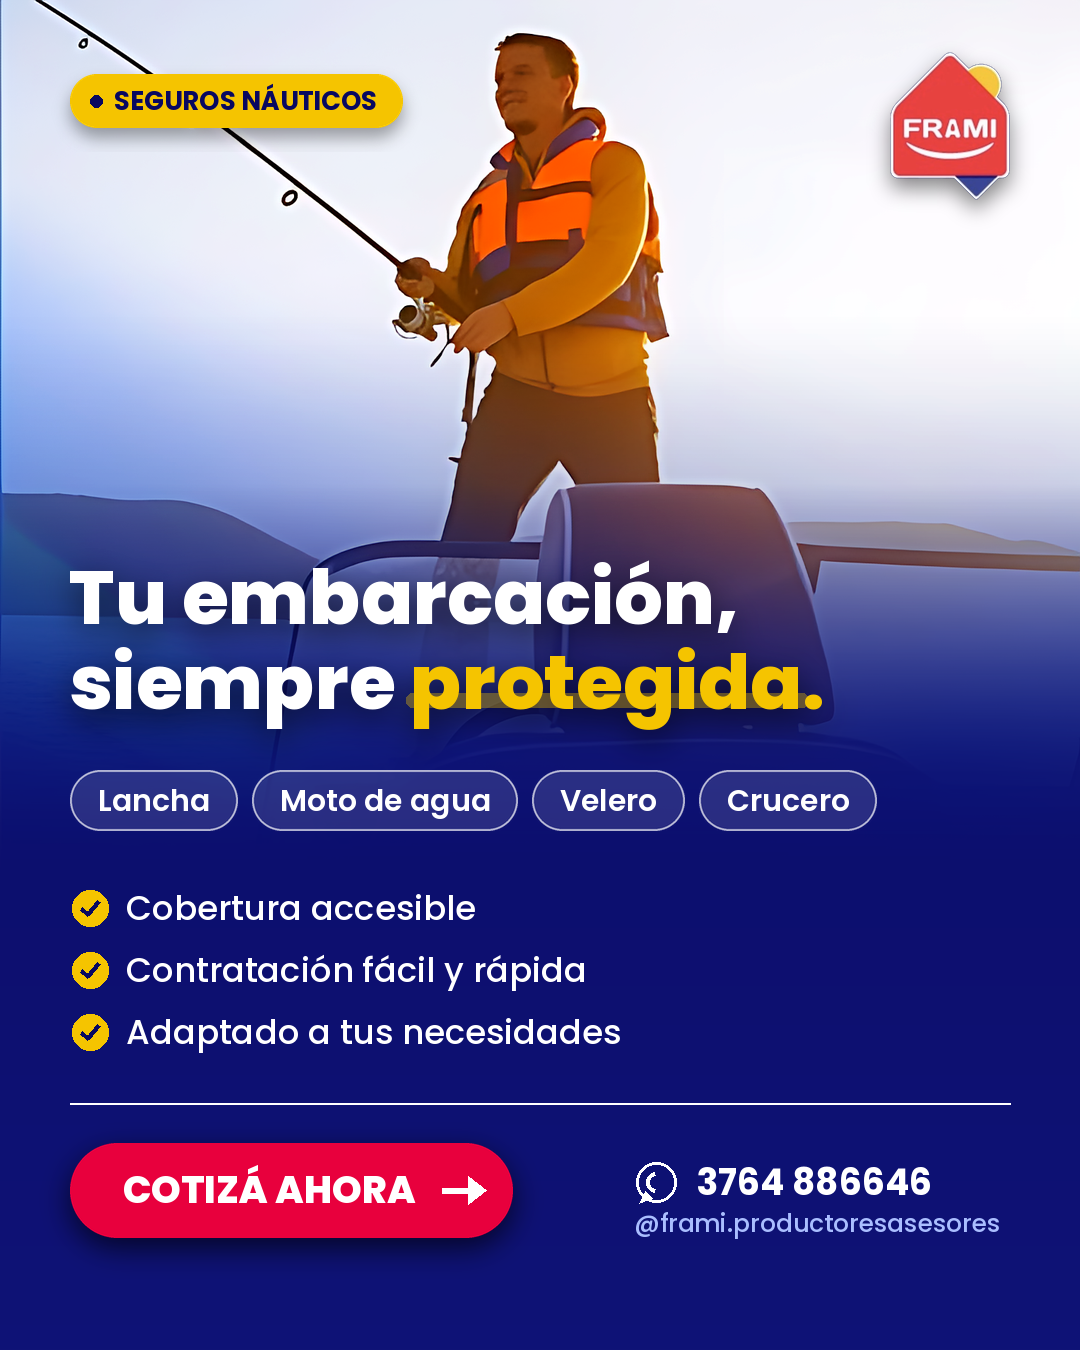 SEGUROS NÁUTICOS
FRAMI
Tu embarcación,
siempre protegida.
Lancha
Moto de agua
Velero
Crucero
Cobertura accesible
Contratación fácil y rápida
Adaptado a tus necesidades
COTIZÁ AHORA
3764 886646
@frami.productoresasesores